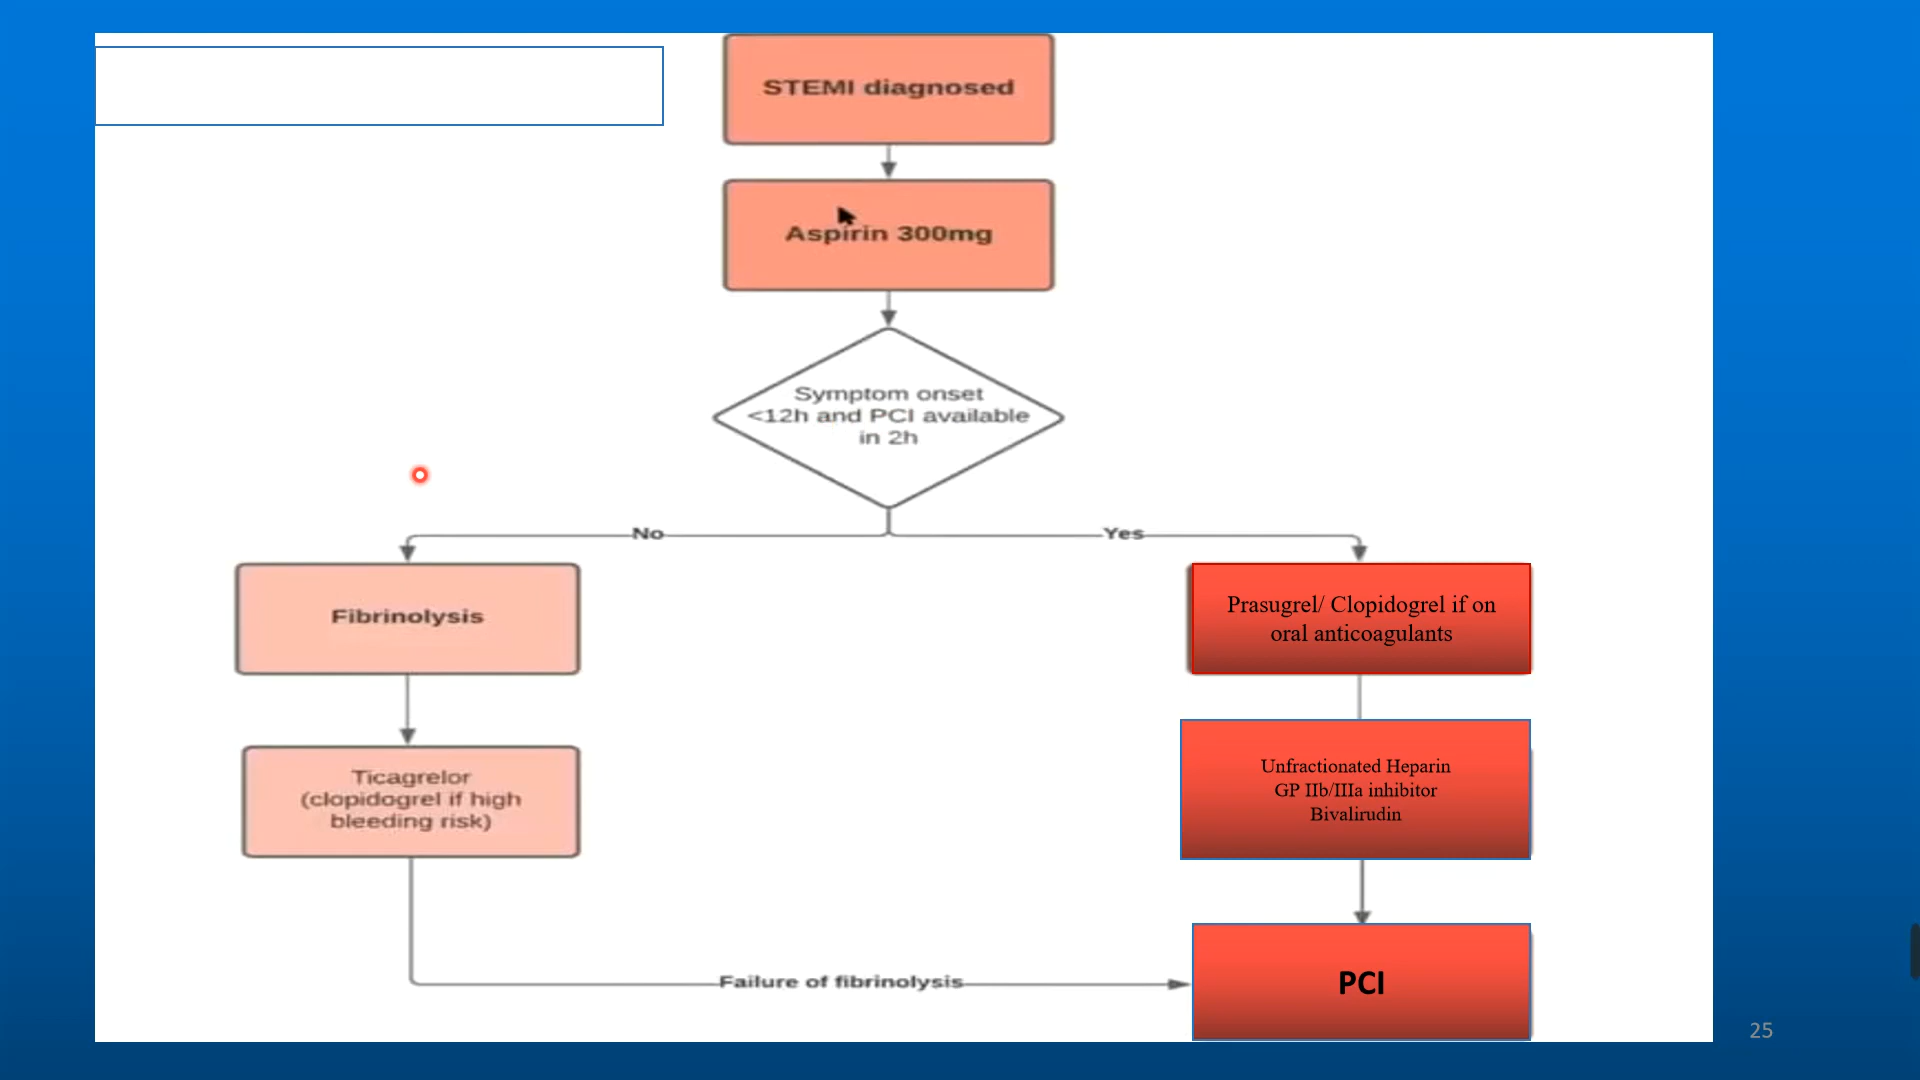 STEMI diagnosed
Aspirin 300mg
Symptom onset
<12h and PCI available
in 2h
No
Yes
Fibrinolysis
Prasugrel/ Clopidogrel if on
oral anticoagulants
Ticagrelor
(clopidogrel if high
bleeding risk)
Unfractionated Heparin
GP IIb/IIIa inhibitor
Bivalirudin
Failure of fibrinolysis
PCI
25